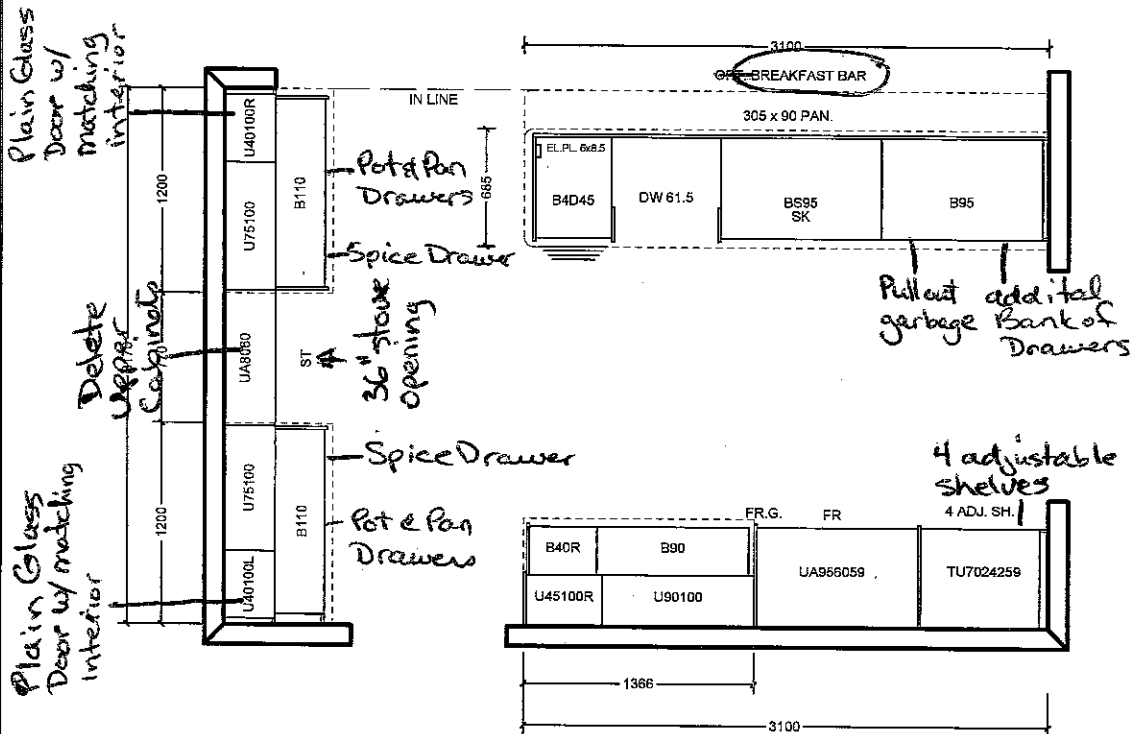 Plain Glass
Door w/
matching
interior
3100
OPT. BREAKFAST BAR
IN LINE
305 x 90 PAN.
U40100R
1200
U75100
B110
Pot & Pan
Drawers
Spice Drawer
685
EL.PL. 6x8.5
B4D45
DW 61.5
BS95
SK
B95
Pullout
garbage
addital
Bank of
Drawers
Delete
Upper
Cabinets
UA8060
ST
36" stove
opening
Spice Drawer
U75100
B110
1200
Pot & Pan
Drawers
U40100L
Plain Glass
Door w/ matching
interior
4 adjustable
shelves
FR.G.
FR
4 ADJ. SH.
B40R
B90
UA956059
TU7024259
U45100R
U90100
1366
3100